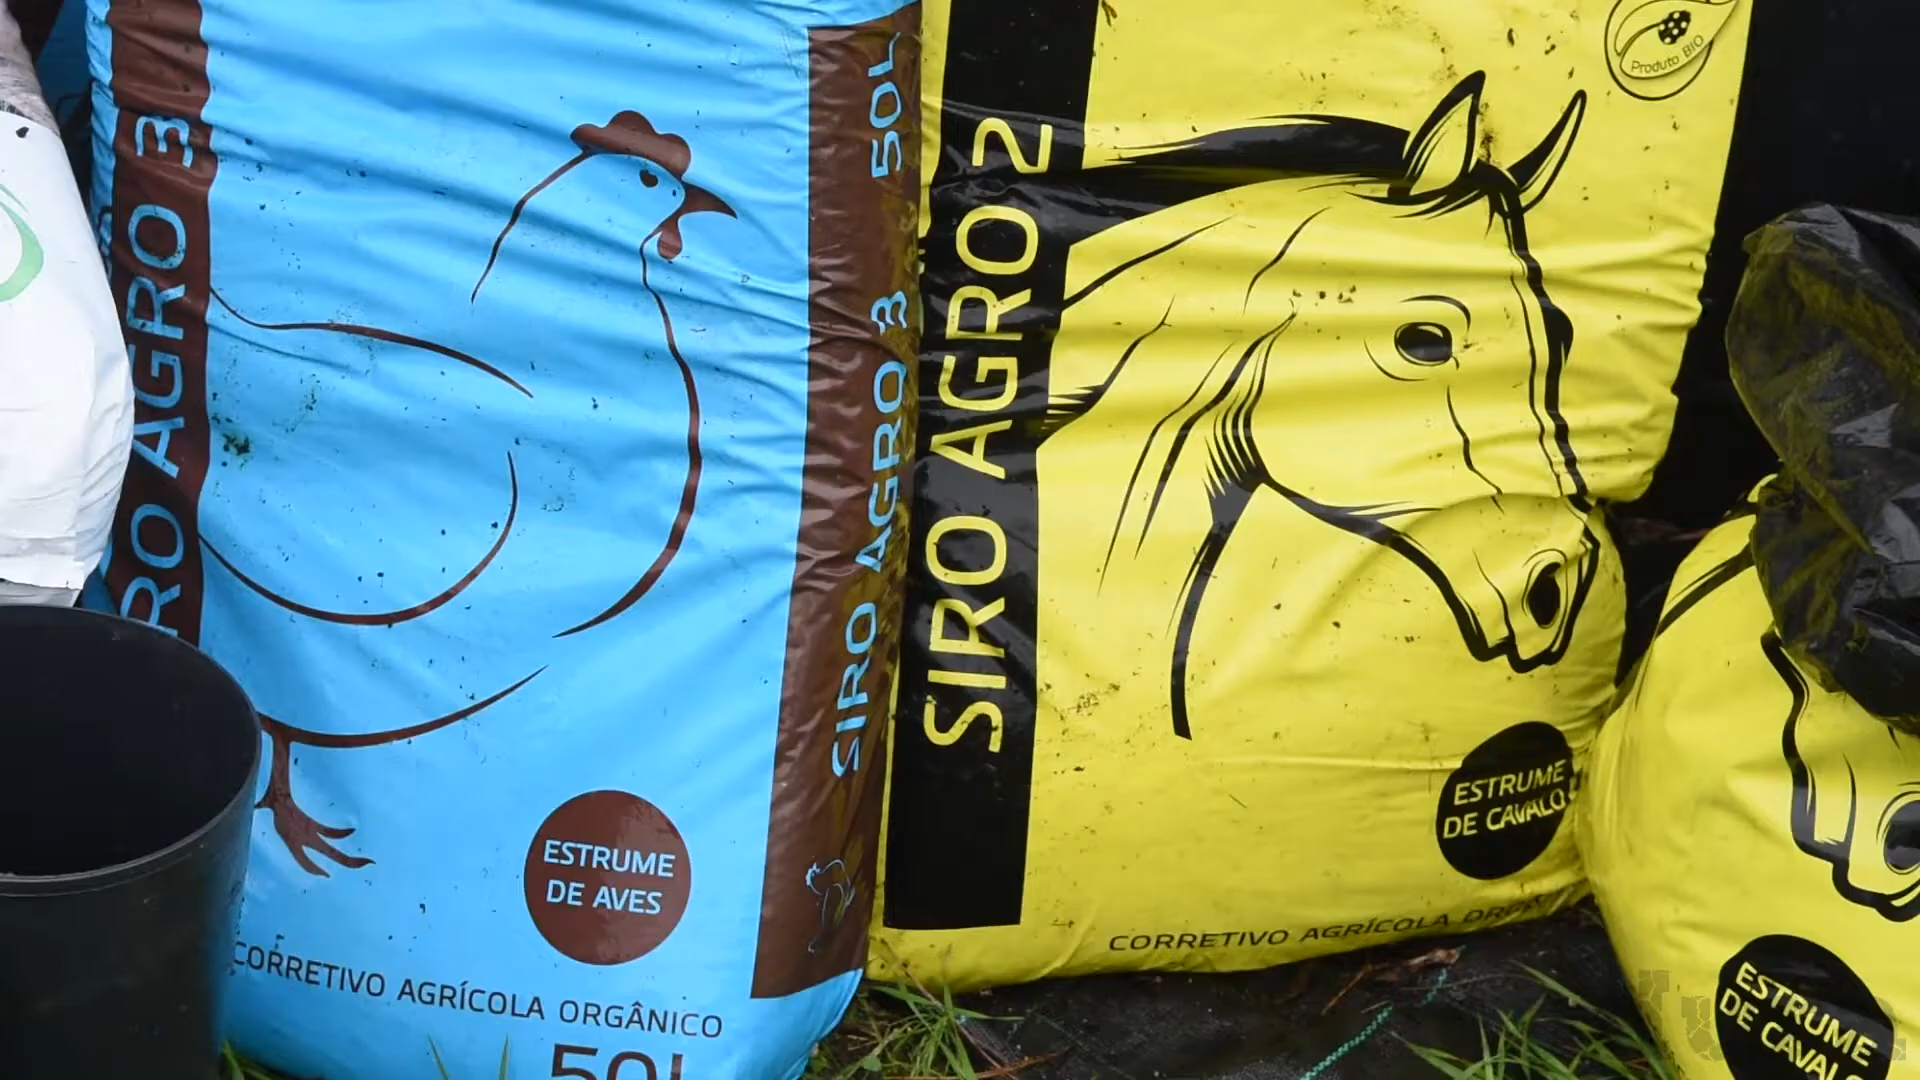 SIRO AGRO 3
50L
SIRO AGRO 3
ESTRUME
DE AVES
CORRETIVO AGRÍCOLA ORGÂNICO
50L
SIRO AGRO 2
Produto BIO
ESTRUME
DE CAVALO
CORRETIVO AGRÍCOLA
ESTRUME
DE CAVALO